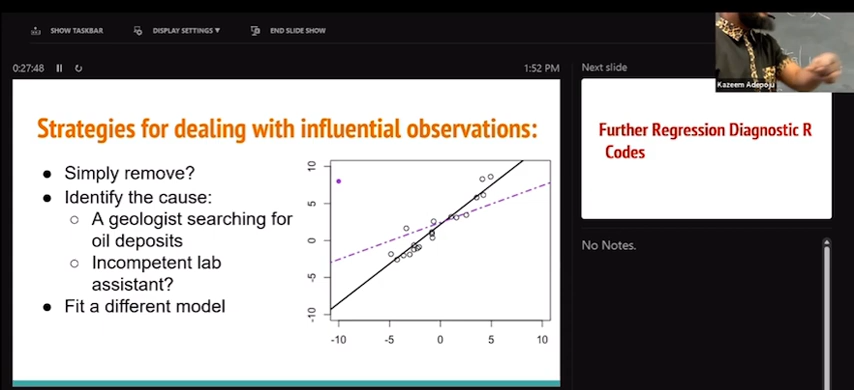 SHOW TASKBAR
DISPLAY SETTINGS ▼
END SLIDE SHOW
0:27:48
1:52 PM
Next slide
Kazeem Adepoju
Strategies for dealing with influential observations:
● Simply remove?
● Identify the cause:
○ A geologist searching for
oil deposits
○ Incompetent lab
assistant?
● Fit a different model
10
5
0
-5
-10
-10 -5 0 5 10
Further Regression Diagnostic R
Codes
No Notes.